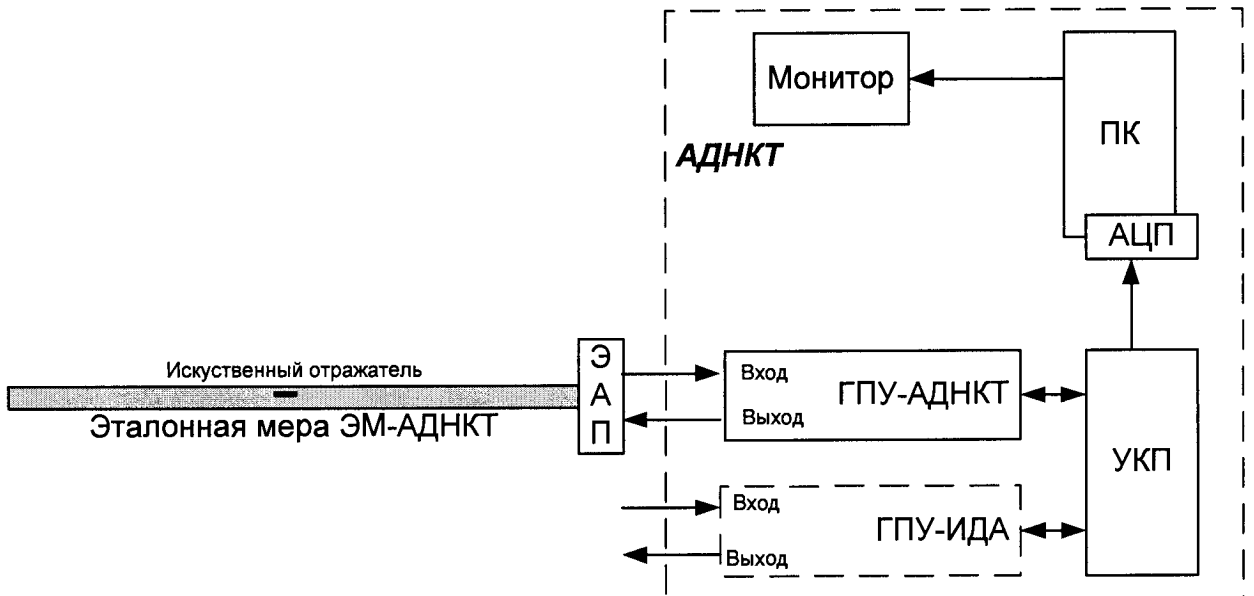 Монитор
ПК
АДНКТ
АЦП
Искуственный отражатель
Эталонная мера ЭМ-АДНКТ
Э
А
П
Вход
ГПУ-АДНКТ
Выход
УКП
Вход
ГПУ-ИДА
Выход